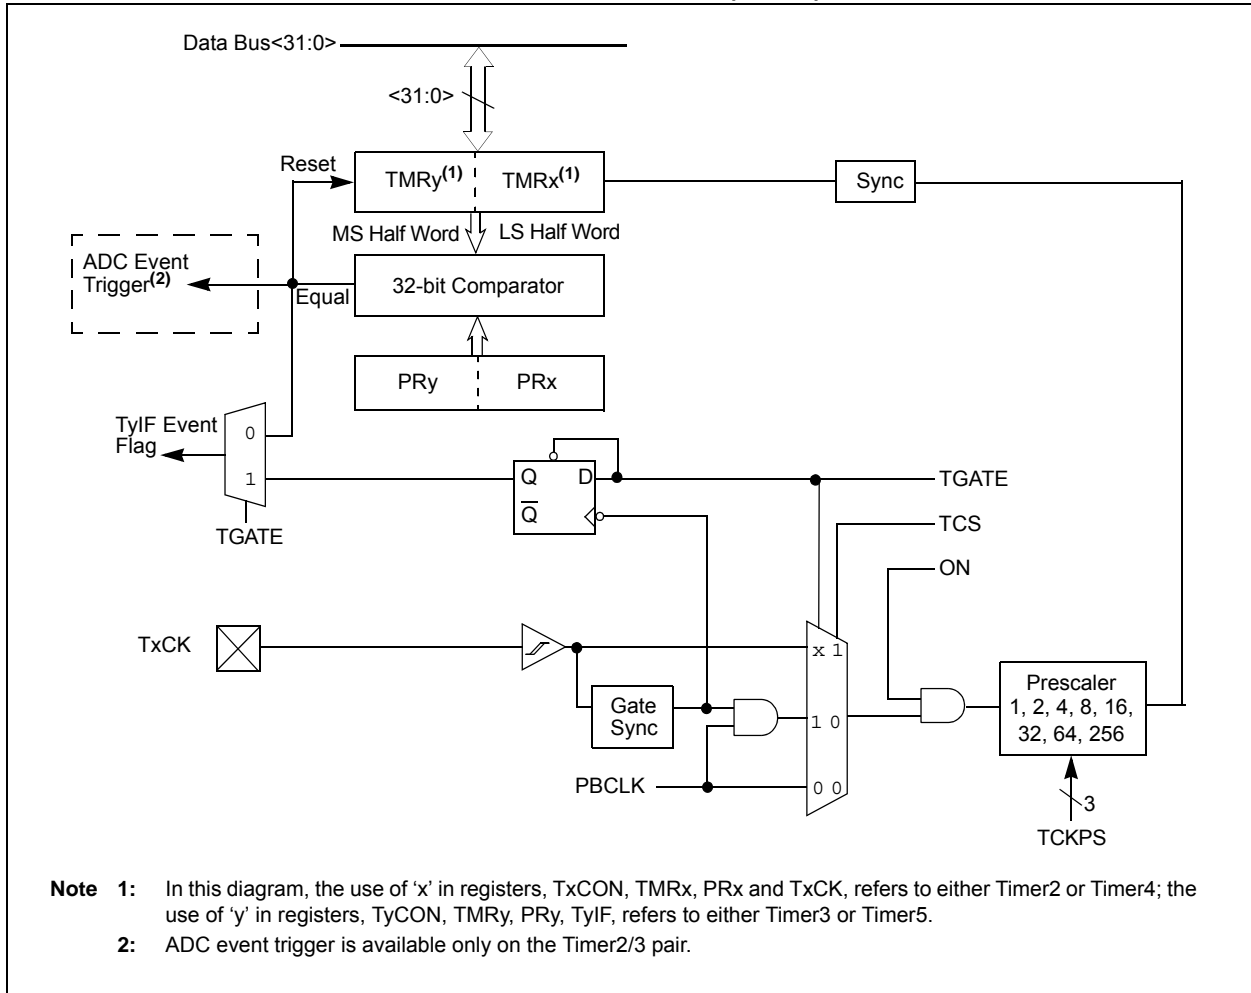 Data Bus<31:0>
<31:0>
Reset
TMRy(1)
TMRx(1)
Sync
MS Half Word
LS Half Word
ADC Event
Trigger(2)
Equal
32-bit Comparator
PRy
PRx
TyIF Event
Flag
0
1
TGATE
Q
D
Q
TGATE
TCS
ON
TxCK
x 1
Gate
Sync
1 0
Prescaler
1, 2, 4, 8, 16,
32, 64, 256
PBCLK
0 0
3
TCKPS
Note 1: In this diagram, the use of ‘x’ in registers, TxCON, TMRx, PRx and TxCK, refers to either Timer2 or Timer4; the
use of ‘y’ in registers, TyCON, TMRy, PRy, TyIF, refers to either Timer3 or Timer5.
2: ADC event trigger is available only on the Timer2/3 pair.